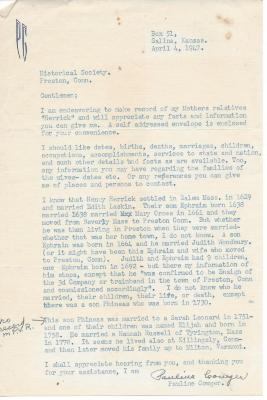 PC
Box 51,
Salina, Kansas.
April 4, 1947.
Historical Society.
Preston, Conn.
Gentlemen;
I am endeavoring to make record of my Mothers relatives
"Herrick" and will appreciate any facts and information
you can give me. A self addressed envelope is enclosed
for your convenience.
I should like dates, births, deaths, marriages, children,
occupations, accomplishments, services to state and nation,
and such other details and facts as are available. Too,
any information you may have regarding the families of
the wives- dates etc. Or any references you can give
as of places and persons to contact.
I know that Henry Herrick settled in Salem Mass. in 1629
and married Edith Laskin. Their son Ephraim born 1638
married 1638 married Mary Cross in 1661 and they
moved from Beverly Mass to Preston Conn. But whether
he was then living in Preston when they were married-
whether that was her home town, I do not know. A son
Ephraim was born in 1661 and he married Judith Woodbury.
(or it might have been this Ephraim and wife who moved
to Preston, Conn.) Judith and Ephraim had 9 children,
one Ephraim born in 1692 - but there my information of
him stops, except that he "was confirmed to be Ensign of
the 3d Company or trainband in the town of Preston Conn
and commissioned accordingly". I do not know who he
married, their children, their life, or death, except
there was a son Phineas who was born in 1730.
This son Phineas was married to Sarah Leonard in 1751-
and one of their children was named Elijah and born in
1758. He married a Hannah Russell of Tyringham, Mass
in 1778. It seems he lived also at Killingly, Conn-
and then later moved his family up to Milton, Vermont.
I shall appreciate hearing from you, and thanking you
for your assistance, I am
Pauline Cowger
Pauline Cowger.